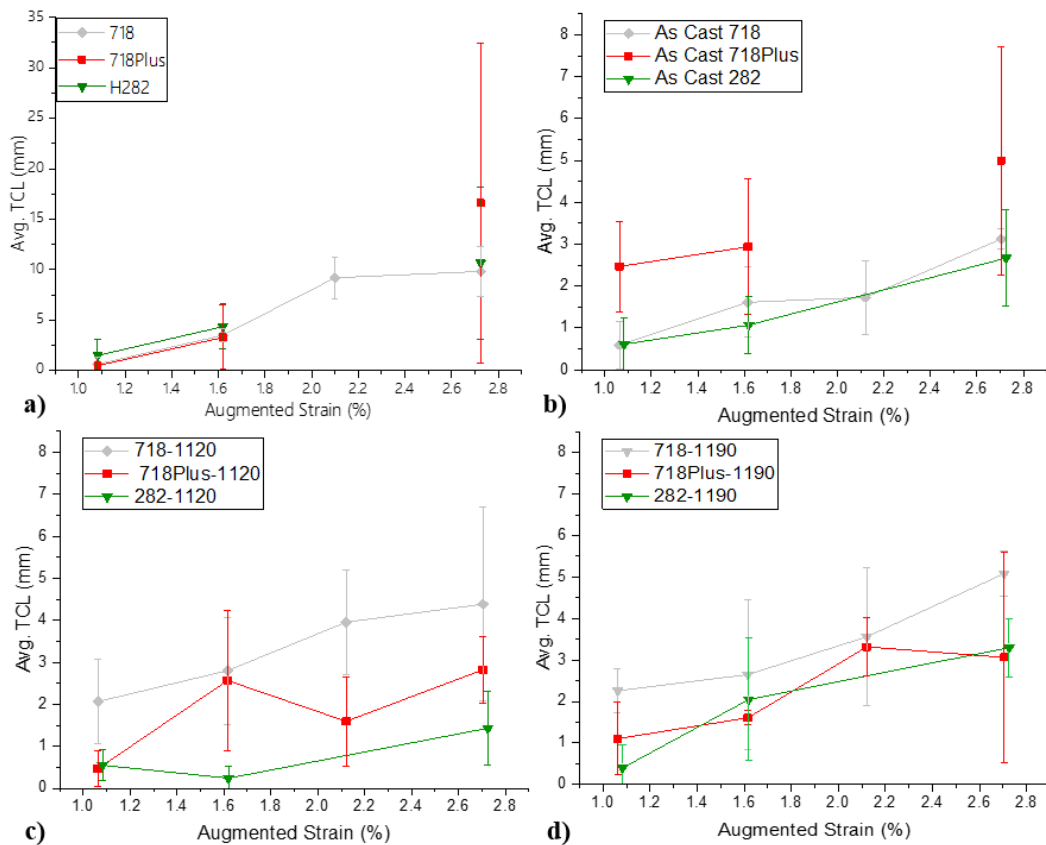 35
30
25
20
15
10
5
0
Avg. TCL (mm)
718
718Plus
H282
1.0 1.2 1.4 1.6 1.8 2.0 2.2 2.4 2.6 2.8
Augmented Strain (%)
a)
8
7
6
5
4
3
2
1
0
Avg. TCL (mm)
As Cast 718
As Cast 718Plus
As Cast 282
1.0 1.2 1.4 1.6 1.8 2.0 2.2 2.4 2.6 2.8
Augmented Strain (%)
b)
8
7
6
5
4
3
2
1
0
Avg. TCL (mm)
718-1120
718Plus-1120
282-1120
1.0 1.2 1.4 1.6 1.8 2.0 2.2 2.4 2.6 2.8
Augmented Strain (%)
c)
8
7
6
5
4
3
2
1
0
Avg. TCL (mm)
718-1190
718Plus-1190
282-1190
1.0 1.2 1.4 1.6 1.8 2.0 2.2 2.4 2.6 2.8
Augmented Strain (%)
d)